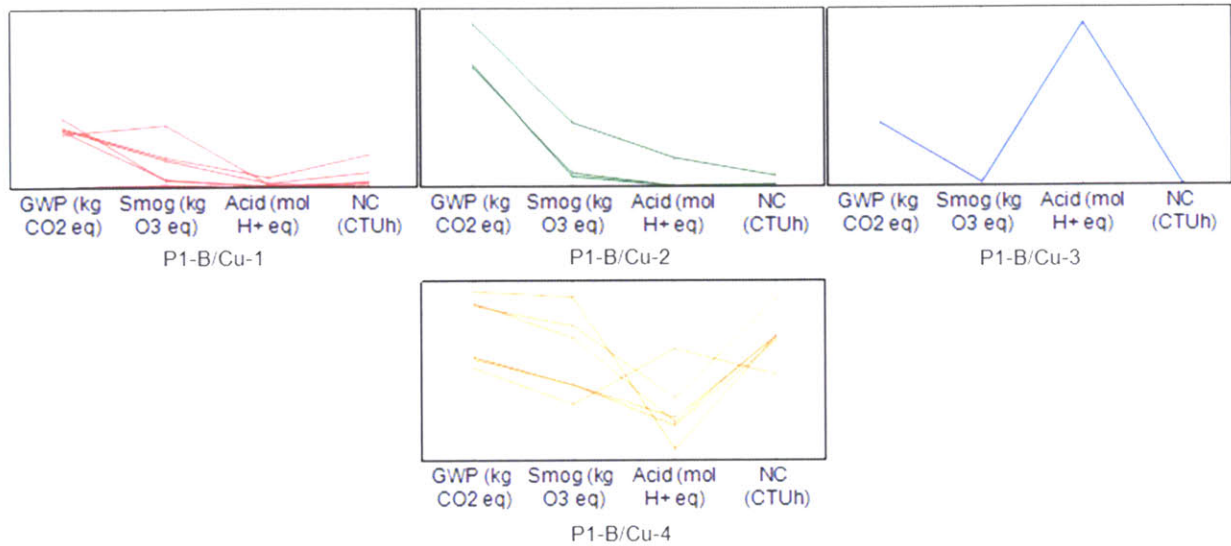 GWP (kg CO2 eq) Smog (kg O3 eq) Acid (mol H+ eq) NC (CTUh)
P1-B/Cu-1
GWP (kg CO2 eq) Smog (kg O3 eq) Acid (mol H+ eq) NC (CTUh)
P1-B/Cu-2
GWP (kg CO2 eq) Smog (kg O3 eq) Acid (mol H+ eq) NC (CTUh)
P1-B/Cu-3
GWP (kg CO2 eq) Smog (kg O3 eq) Acid (mol H+ eq) NC (CTUh)
P1-B/Cu-4